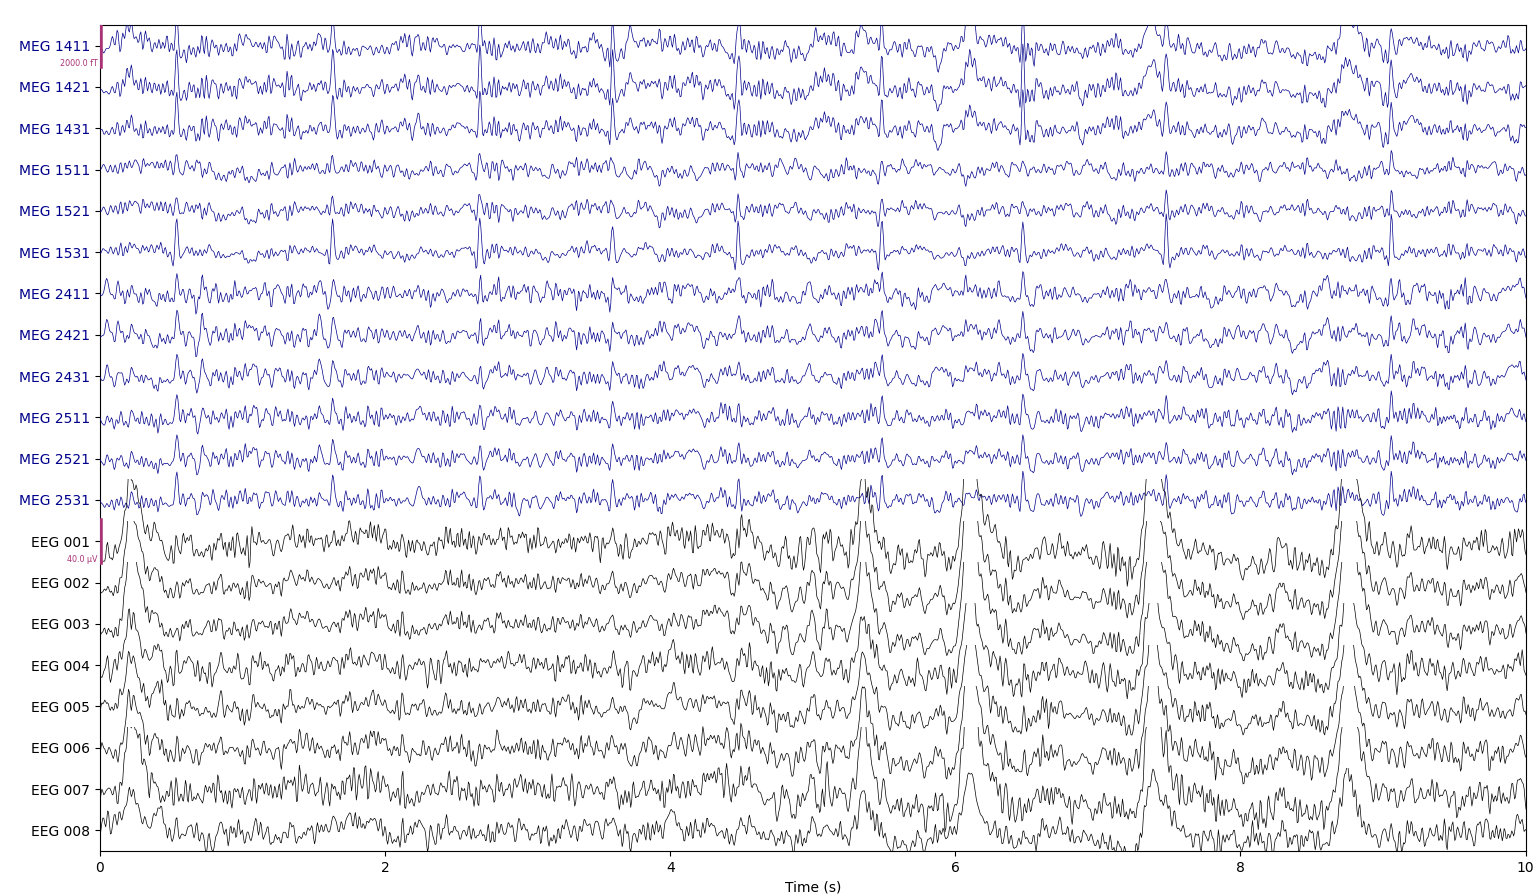 MEG 1411
2000.0 fT
MEG 1421
MEG 1431
MEG 1511
MEG 1521
MEG 1531
MEG 2411
MEG 2421
MEG 2431
MEG 2511
MEG 2521
MEG 2531
EEG 001
40.0 µV
EEG 002
EEG 003
EEG 004
EEG 005
EEG 006
EEG 007
EEG 008
0 2 4 6 8 10
Time (s)